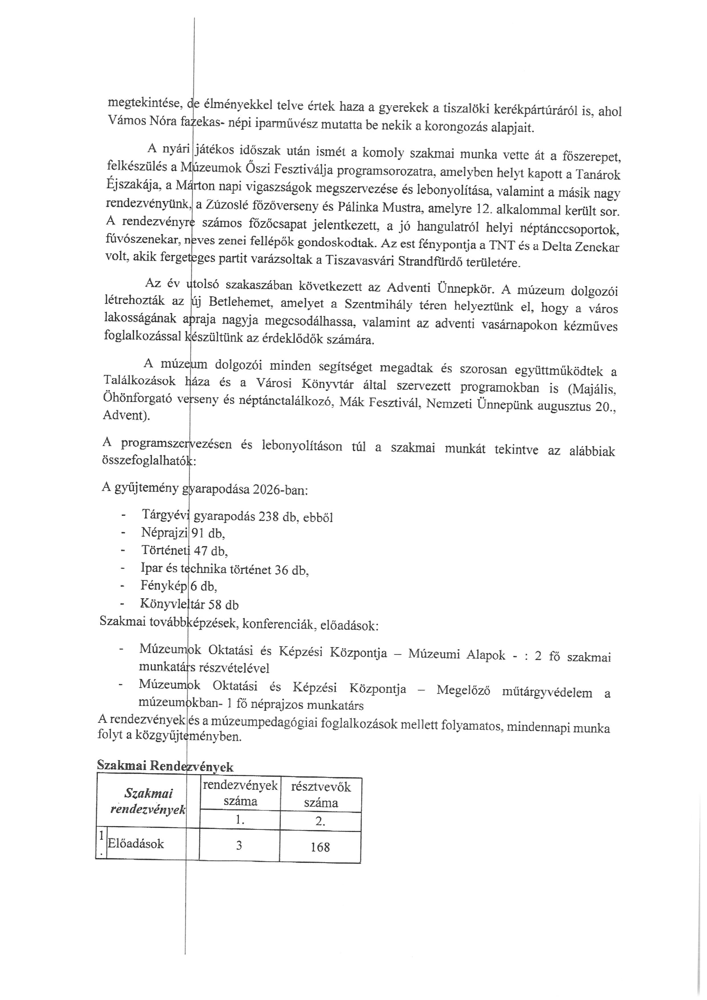 megtekintése, de élményekkel telve értek haza a gyerekek a tiszalöki kerékpártúráról is, ahol
Vámos Nóra fazekas- népi iparművész mutatta be nekik a korongozás alapjait.
A nyári játékos időszak után ismét a komoly szakmai munka vette át a főszerepet,
felkészülés a Múzeumok Őszi Fesztiválja programsorozatra, amelyben helyt kapott a Tanárok
Éjszakája, a Márton napi vigaszságok megszervezése és lebonyolítása, valamint a másik nagy
rendezvényünk, a Zúzoslé főzőverseny és Pálinka Mustra, amelyre 12. alkalommal került sor.
A rendezvényre számos főzőcsapat jelentkezett, a jó hangulatról helyi néptánccsoportok,
fúvószenekar, neves zenei fellépők gondoskodtak. Az est fénypontja a TNT és a Delta Zenekar
volt, akik fergeteges partit varázsoltak a Tiszavasvári Strandfürdő területére.
Az év utolsó szakaszában következett az Adventi Ünnepkör. A múzeum dolgozói
létrehozták az új Betlehemet, amelyet a Szentmihály téren helyeztünk el, hogy a város
lakosságának apraja nagyja megcsodálhassa, valamint az adventi vasárnapokon kézműves
foglalkozással készültünk az érdeklődők számára.
A múzeum dolgozói minden segítséget megadtak és szorosan együttműködtek a
Találkozások háza és a Városi Könyvtár által szervezett programokban is (Majális,
Öhönforgató verseny és néptánctalálkozó, Mák Fesztivál, Nemzeti Ünnepünk augusztus 20.,
Advent).
A programszervezésen és lebonyolításon túl a szakmai munkát tekintve az alábbiak
összefoglalhatók:
A gyűjtemény gyarapodása 2026-ban:
- Tárgyévi gyarapodás 238 db, ebből
- Néprajzi 91 db,
- Történeti 47 db,
- Ipar és technika történet 36 db,
- Fénykép 6 db,
- Könyvleltár 58 db
Szakmai továbbképzések, konferenciák, előadások:
- Múzeumok Oktatási és Képzési Központja – Múzeumi Alapok - : 2 fő szakmai
munkatárs részvételével
- Múzeumok Oktatási és Képzési Központja – Megelőző műtárgyvédelem a
múzeumokban- 1 fő néprajzos munkatárs
A rendezvények és a múzeumpedagógiai foglalkozások mellett folyamatos, mindennapi munka
folyt a közgyűjteményben.
Szakmai Rendezvények
Szakmai rendezvények száma résztvevők száma
rendezvények 1. 2.
1. Előadások 3 168